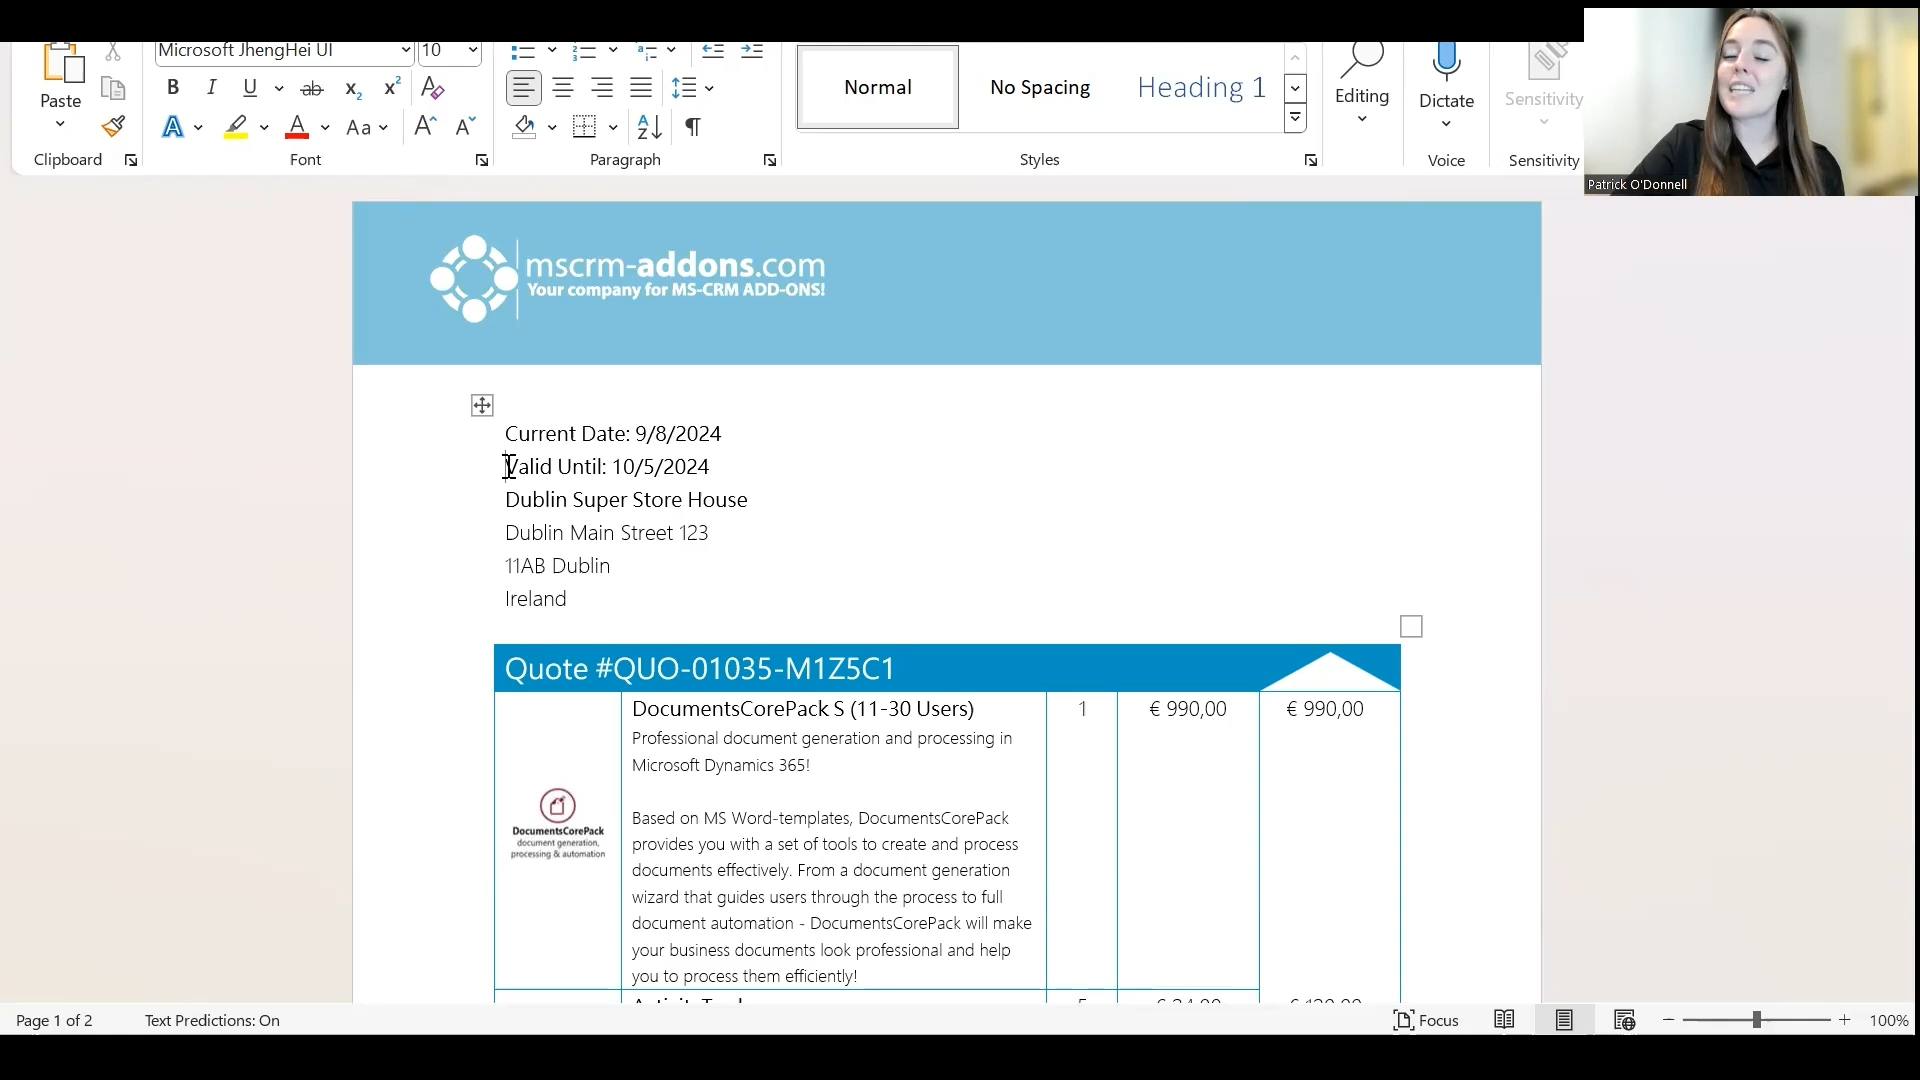 Microsoft JhengHei UI
10
Paste
B I U ab x₂ x² A
A A Aa A A
A Z
Normal
No Spacing
Heading 1
Editing
Dictate
Sensitivity
Clipboard
Font
Paragraph
Styles
Voice
Sensitivity
Patrick O'Donnell
mscrm-addons.com
Your company for MS-CRM ADD-ONS!
Current Date: 9/8/2024
Valid Until: 10/5/2024
Dublin Super Store House
Dublin Main Street 123
11AB Dublin
Ireland
Quote #QUO-01035-M1Z5C1
DocumentsCorePack S (11-30 Users)
1
€ 990,00
€ 990,00
Professional document generation and processing in
Microsoft Dynamics 365!
Based on MS Word-templates, DocumentsCorePack
provides you with a set of tools to create and process
documents effectively. From a document generation
wizard that guides users through the process to full
document automation - DocumentsCorePack will make
your business documents look professional and help
you to process them efficiently!
DocumentsCorePack
document generation,
processing & automation
Page 1 of 2
Text Predictions: On
Focus
100%